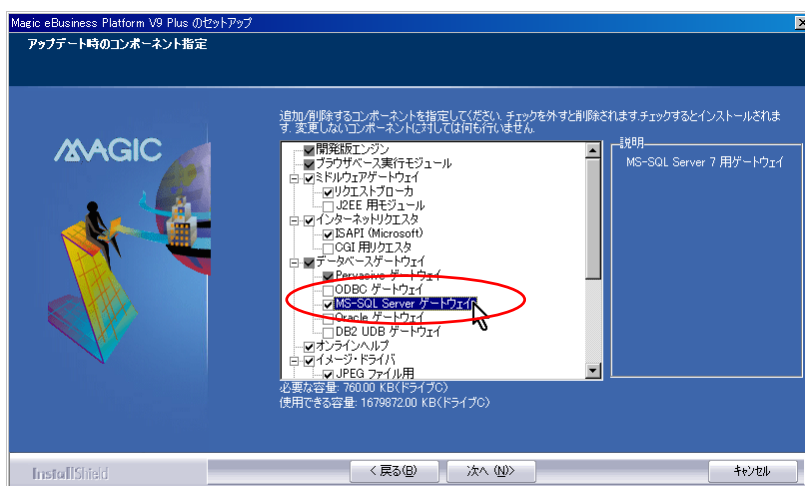 Magic eBusiness Platform V9 Plus のセットアップ
アップデート時のコンポーネント指定
追加/削除するコンポーネントを指定してください. チェックを外すと削除されます.チェックするとインストールされま
す. 変更しないコンポーネントに対しては何も行いません.
MAGIC
開発版エンジン
ブラウザベース実行モジュール
ミドルウェアゲートウェイ
リクエストブローカ
J2EE 用モジュール
インターネットリクエスタ
ISAPI (Microsoft)
CGI 用リクエスタ
データベースゲートウェイ
Pervasive ゲートウェイ
ODBC ゲートウェイ
MS-SQL Server ゲートウェイ
Oracle ゲートウェイ
DB2 UDB ゲートウェイ
オンラインヘルプ
イメージ・ドライバ
JPEG ファイル用
説明
MS-SQL Server 7 用ゲートウェイ
必要な容量: 760.00 KB(ドライブC)
使用できる容量: 1679872.00 KB(ドライブC)
InstallShield
< 戻る(B)
次へ (N)>
キャンセル